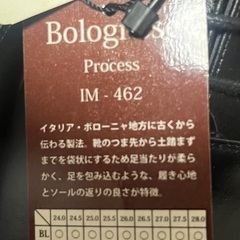 Process
IM - 462
イタリア・ボローニャ地方に古くから
伝わる製法。靴のつま先から土踏まず
までを袋状にするため足当たりが柔ら
かく、足を包み込むような、履き心地
とソールの返りの良さが特徴。
24.0 24.5 25.0 25.5 26.0 26.5 27.0 27.5 28.0
BL ○ ○ ○ ○ ○ ○ ○ ○ ○